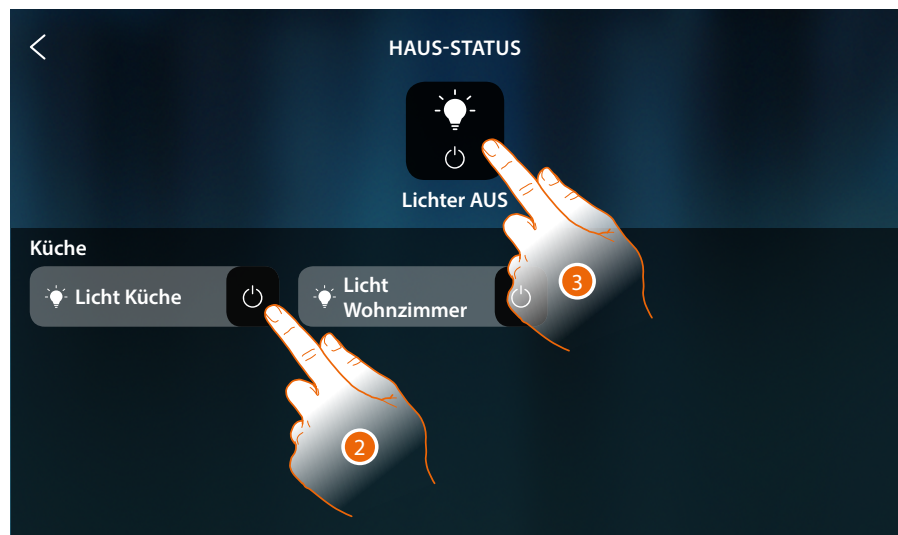 HAUS-STATUS
Lichter AUS
Küche
Licht Küche
Licht
Wohnzimmer
3
2